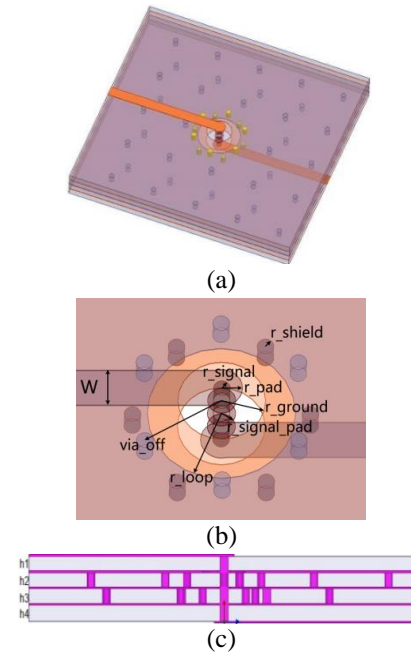 (a)
r_shield
r_signal
r_pad
W
r_ground
r_signal_pad
via_off
r_loop
(b)
h1
h2
h3
h4
(c)